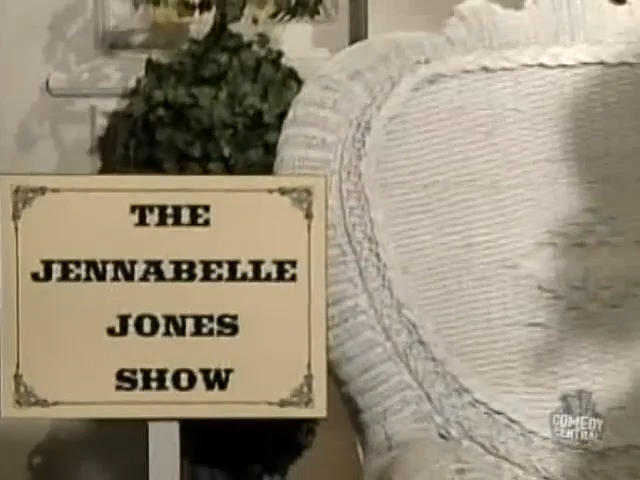 THE
JENNABELLE
JONES
SHOW
COMEDY
CENTRAL